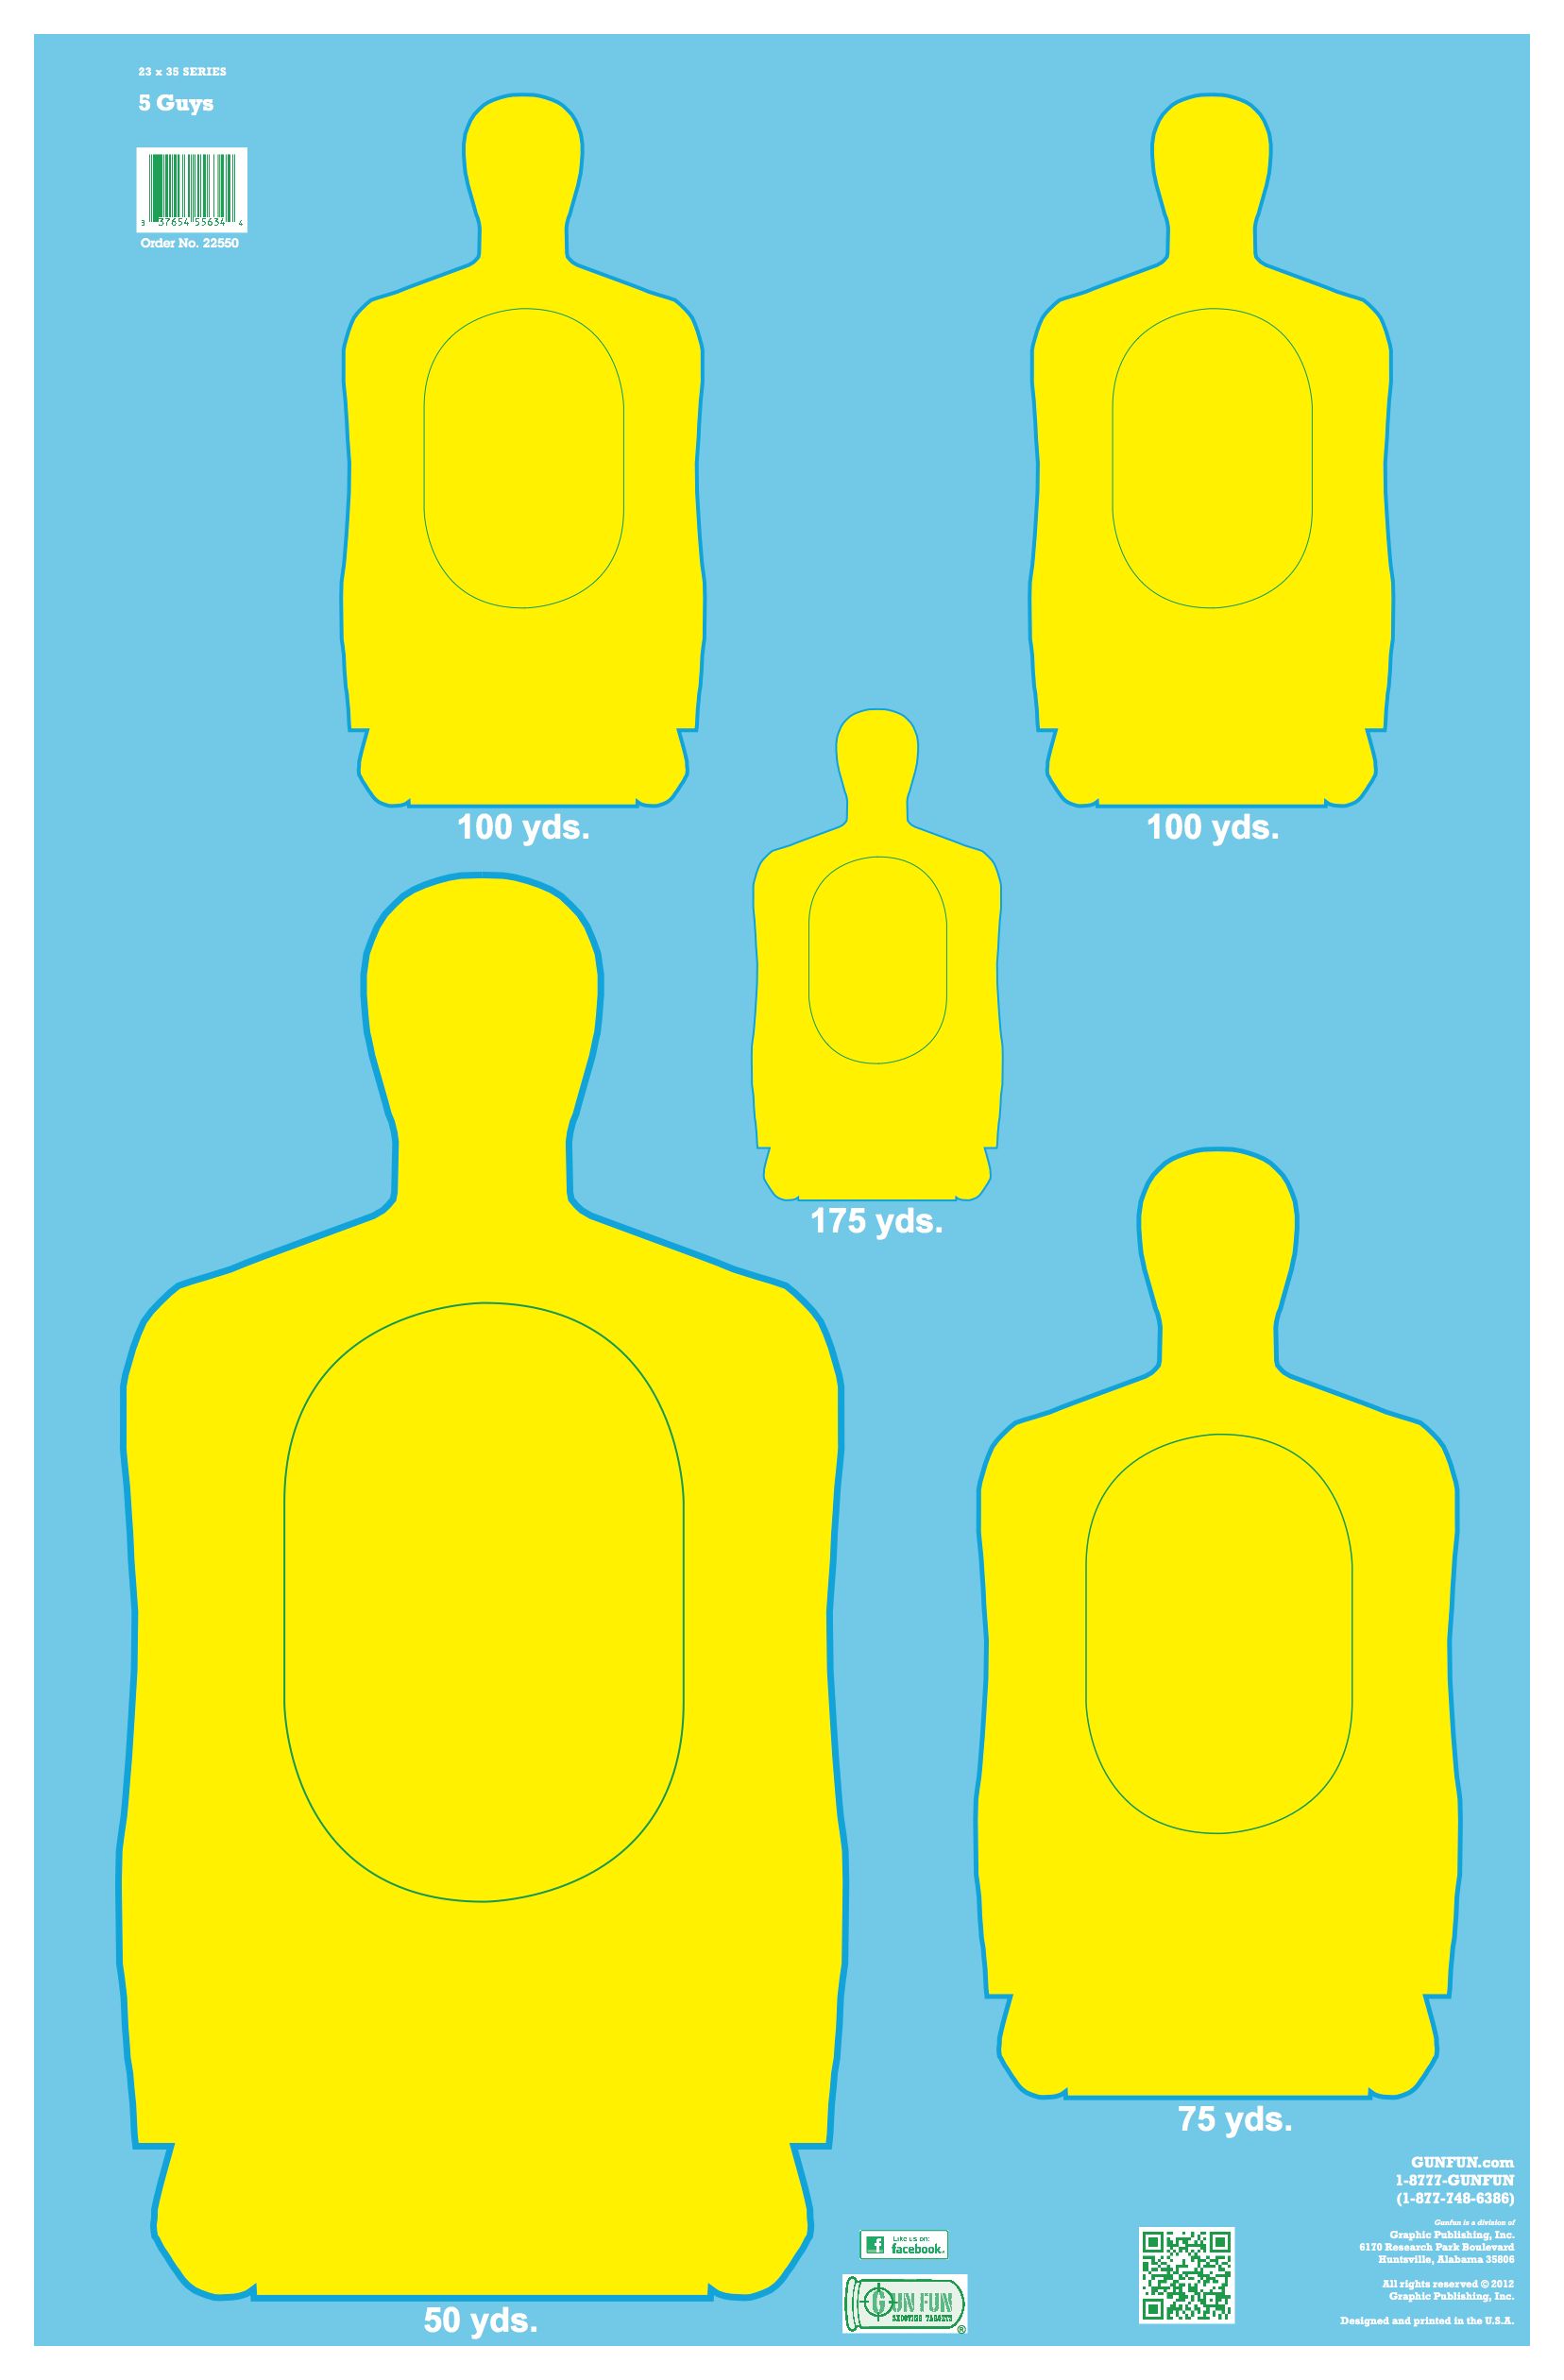 23 x 35 SERIES
5 Guys
3 37654 55634 4
Order No. 22550
100 yds.
100 yds.
175 yds.
75 yds.
50 yds.
Like us on:
facebook.
GUN FUN
SHOOTING TARGETS
®
GUNFUN.com
1-8777-GUNFUN
(1-877-748-6386)
Gunfun is a division of
Graphic Publishing, Inc.
6170 Research Park Boulevard
Huntsville, Alabama 35806
All rights reserved © 2012
Graphic Publishing, Inc.
Designed and printed in the U.S.A.